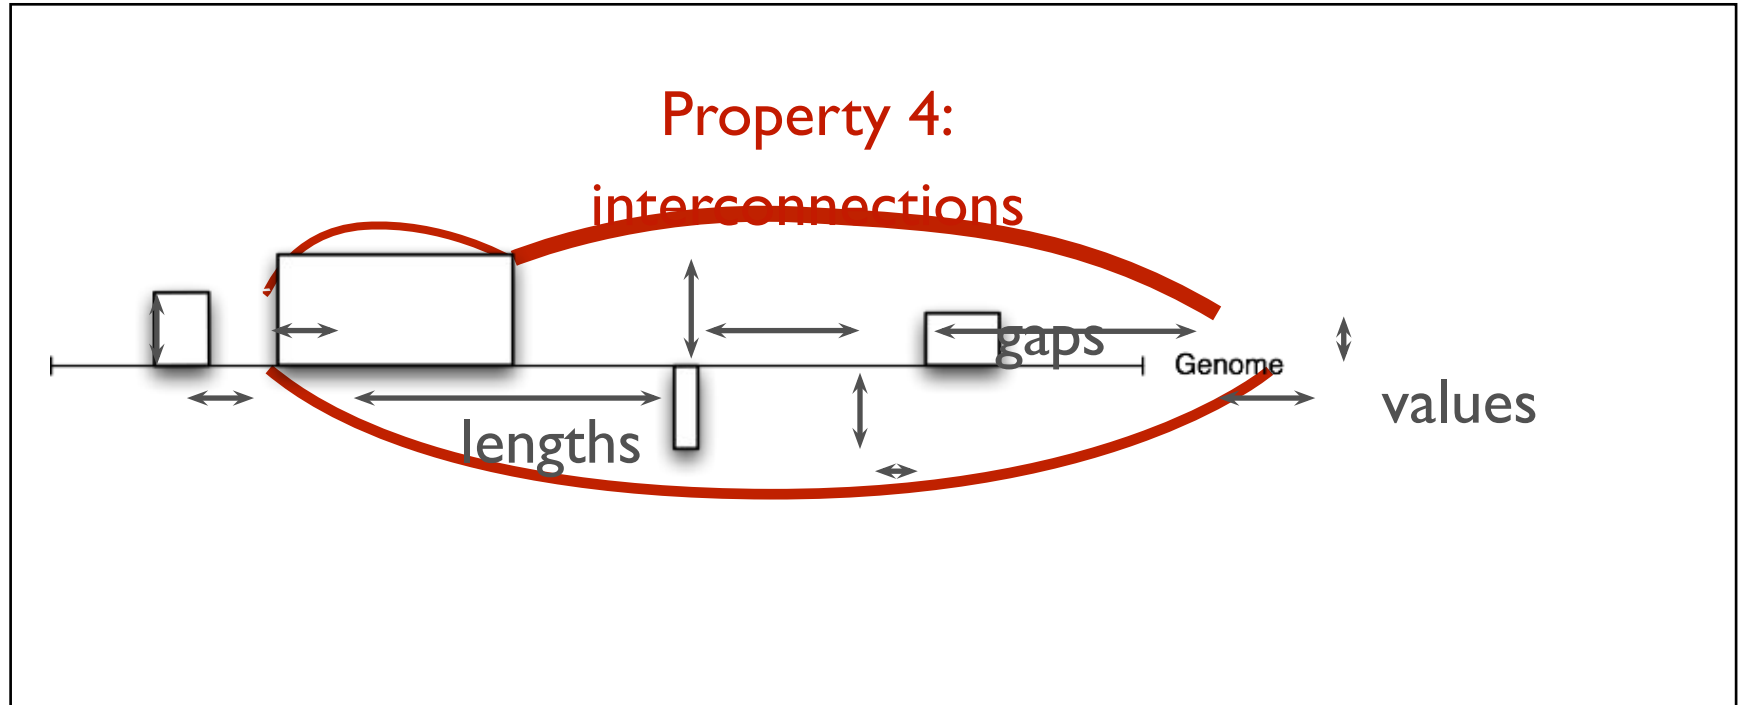 Property 4:
interconnections
gaps
Genome
values
lengths